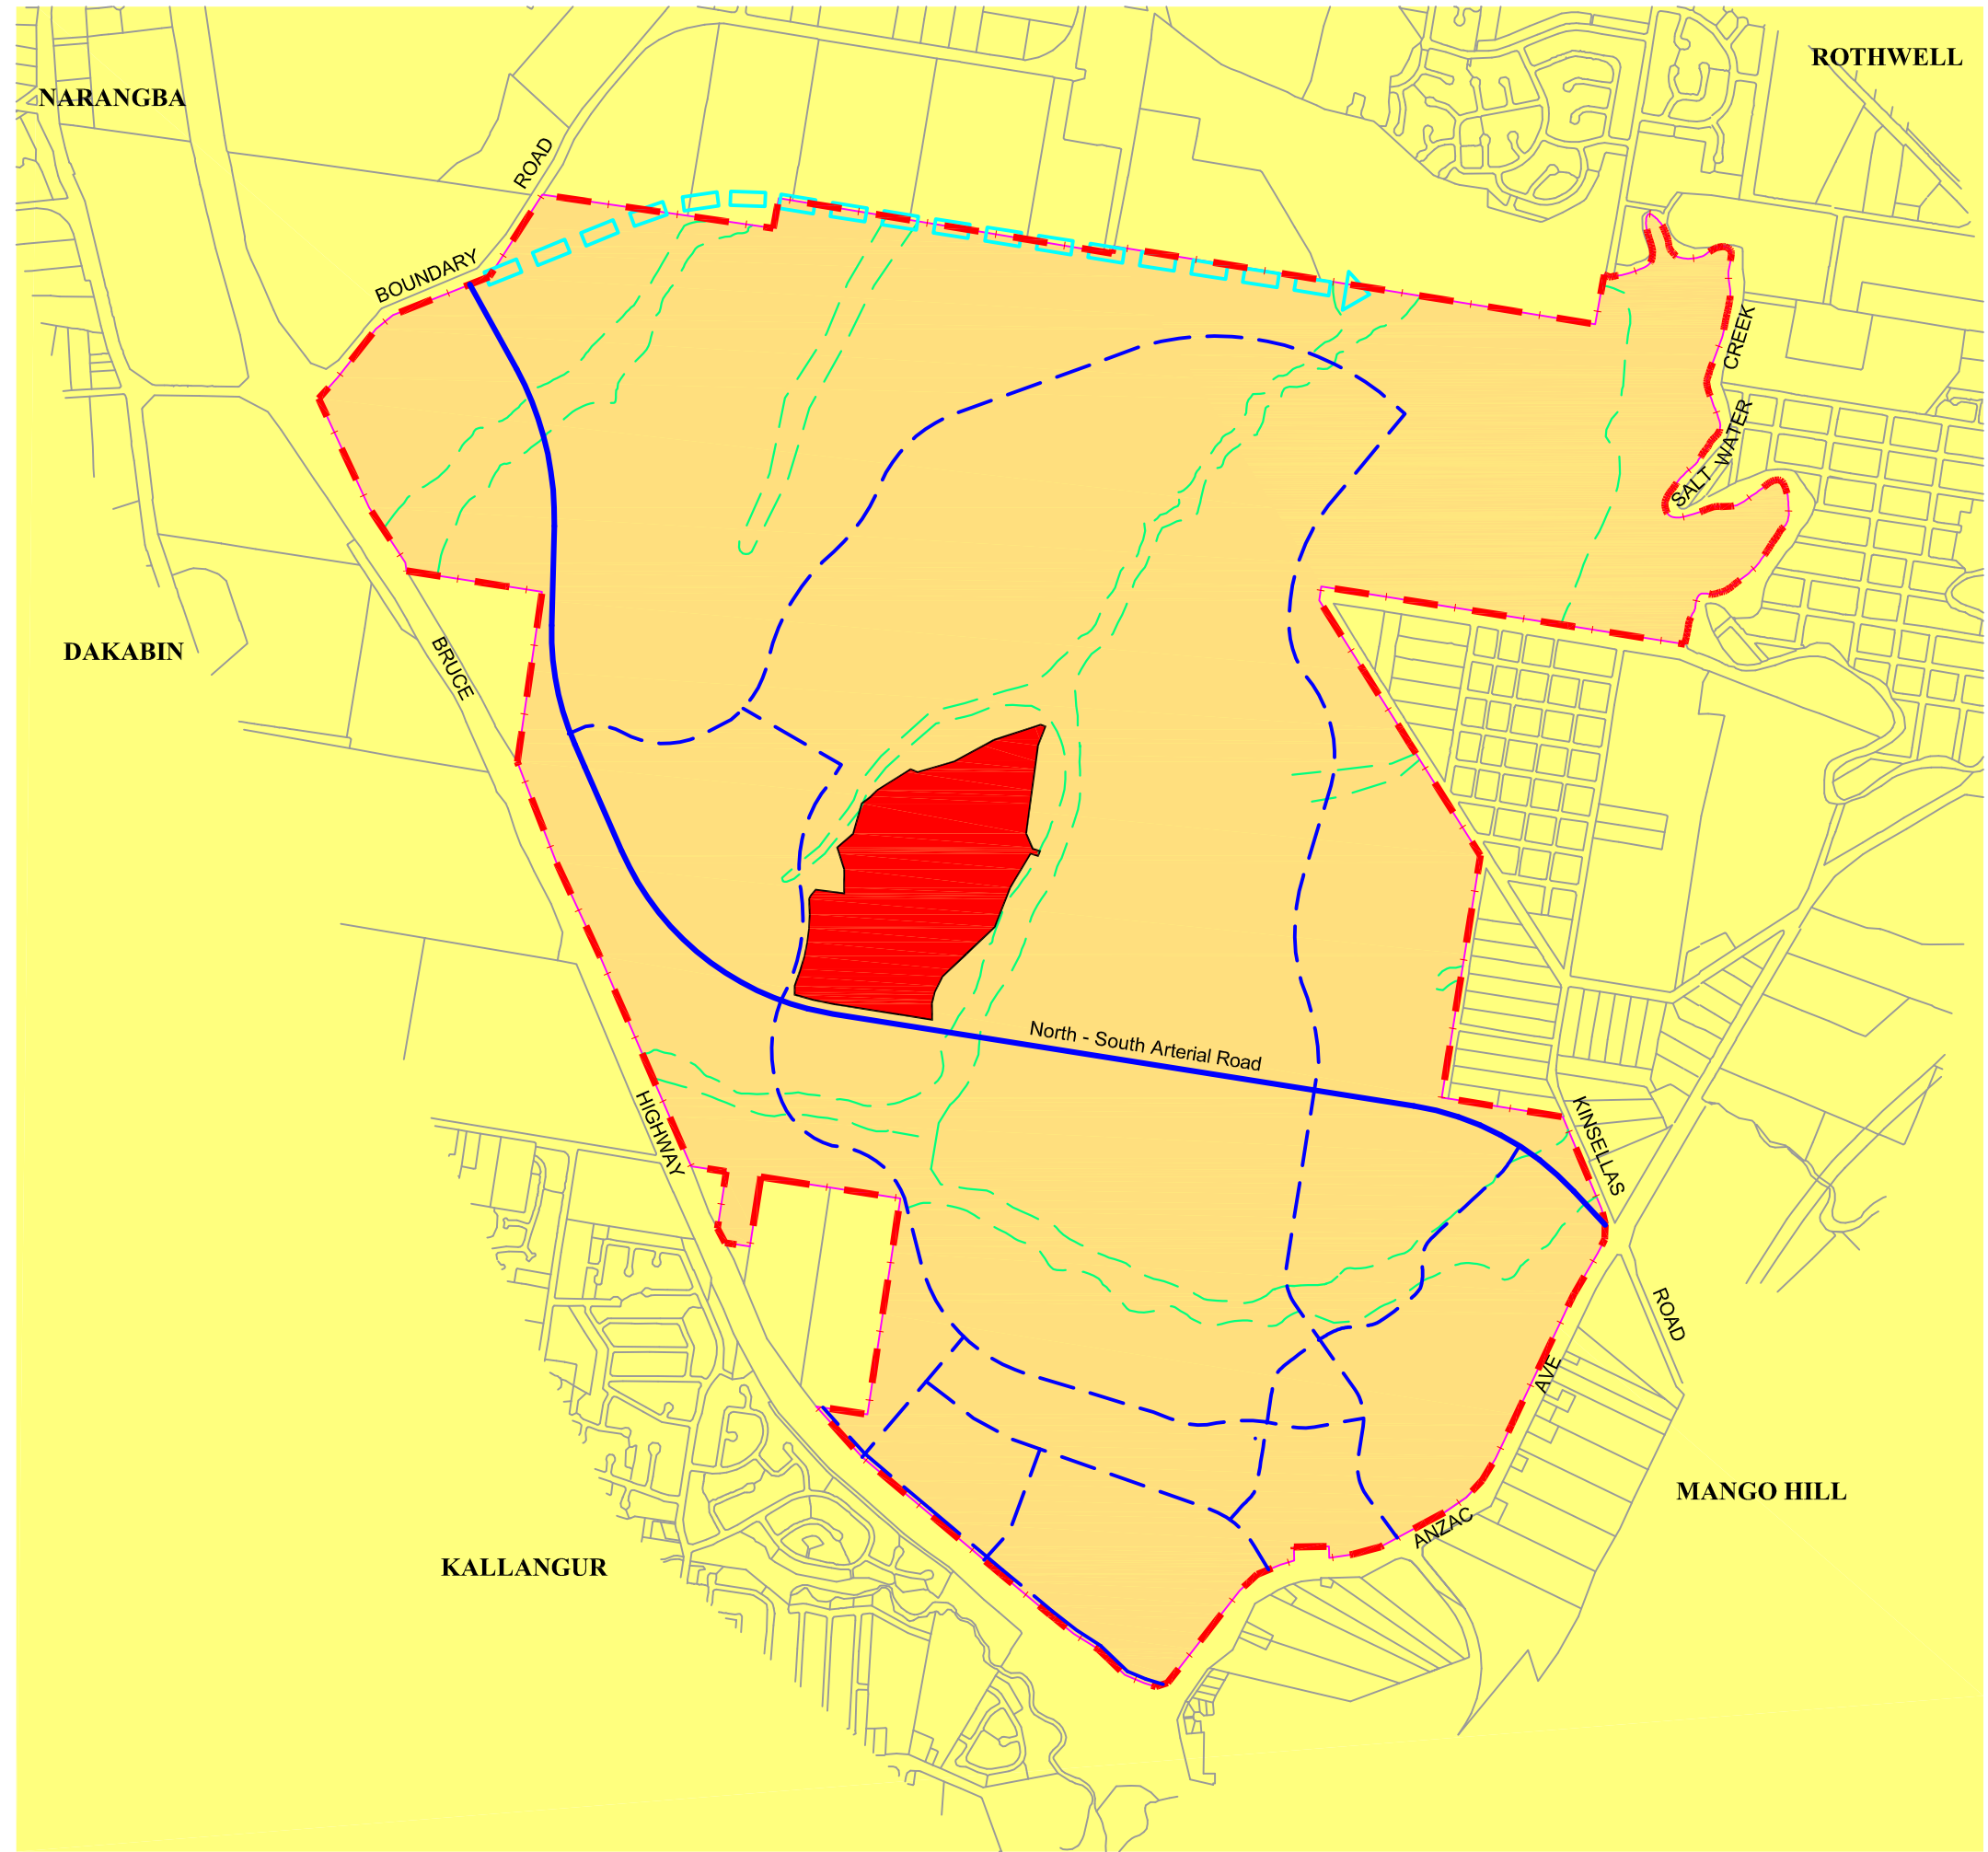 ROTHWELL
NARANGBA
ROAD
BOUNDARY
CREEK
SALT WATER
DAKABIN
BRUCE
North - South Arterial Road
HIGHWAY
KINSELLAS
ROAD
AVE
ANZAC
MANGO HILL
KALLANGUR